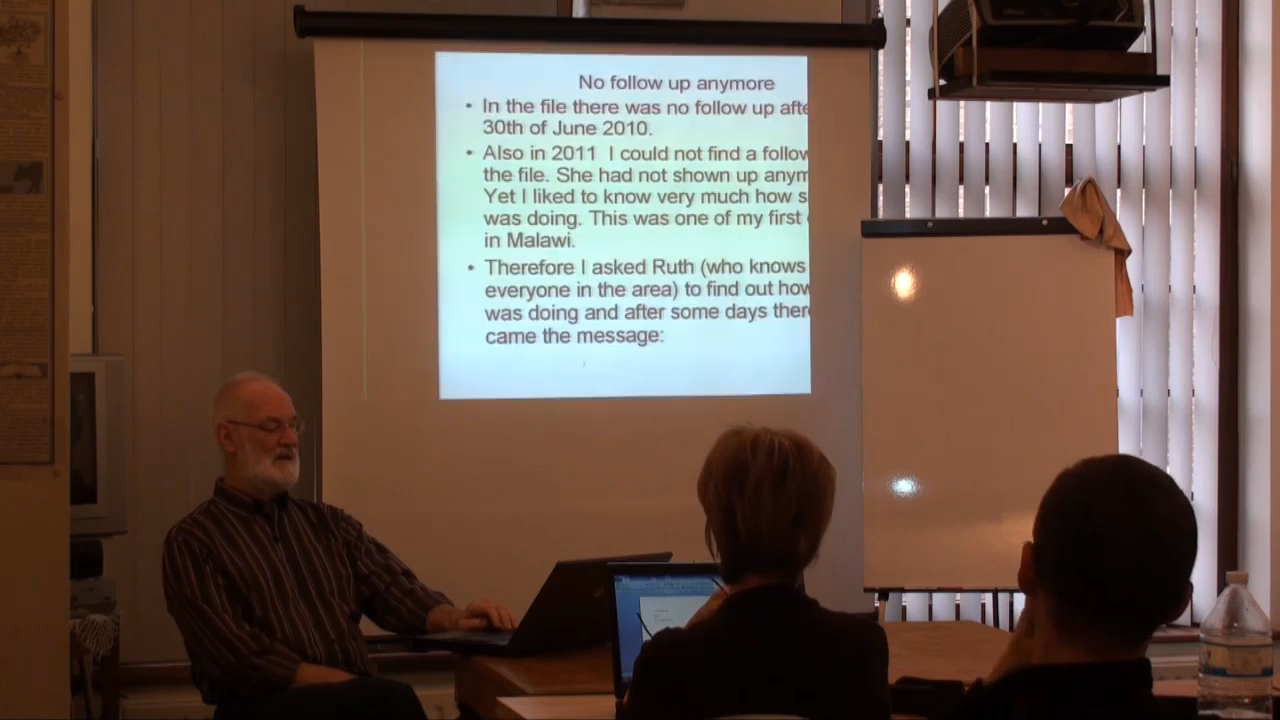 No follow up anymore
• In the file there was no follow up afte
30th of June 2010.
• Also in 2011 I could not find a follow
the file. She had not shown up anym
Yet I liked to know very much how s
was doing. This was one of my first
in Malawi.
• Therefore I asked Ruth (who knows
everyone in the area) to find out how
was doing and after some days ther
came the message: